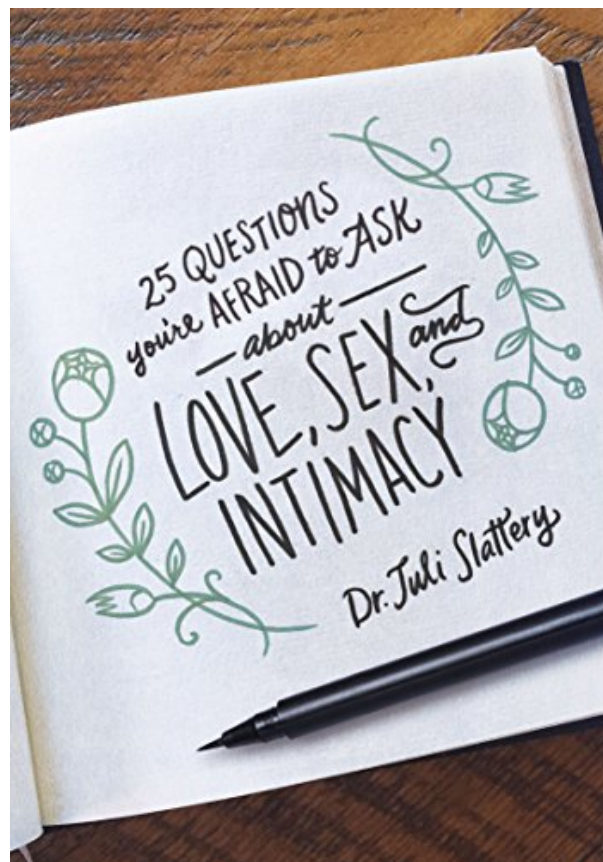 25 QUESTIONS
you're AFRAID to ASK
about
LOVE, SEX, and
INTIMACY
Dr. Juli Slattery